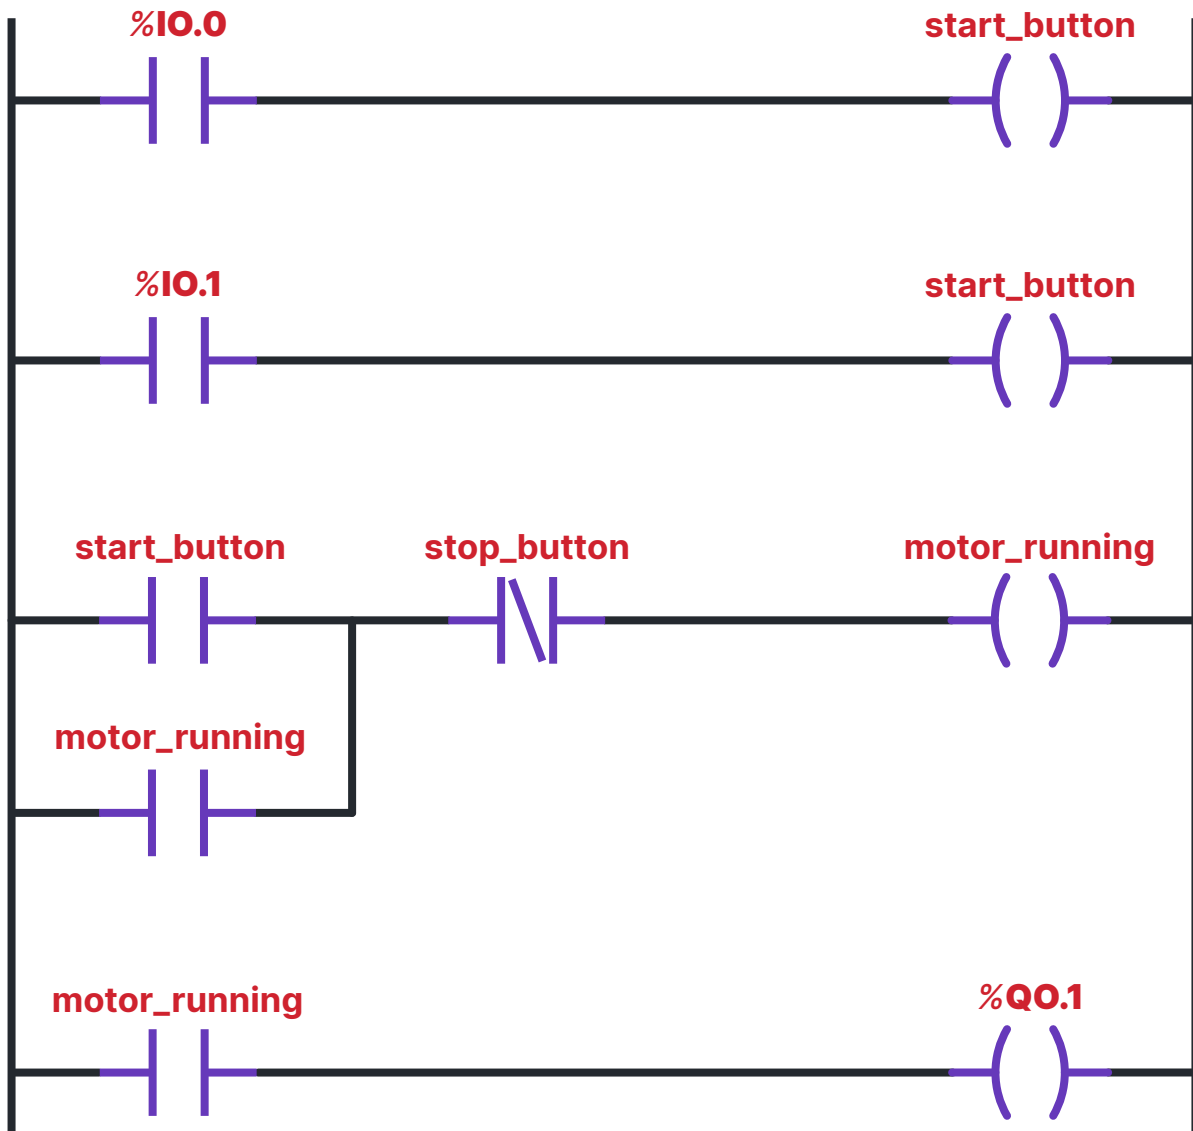 %I0.0
start_button
%I0.1
start_button
start_button
stop_button
motor_running
motor_running
motor_running
%Q0.1